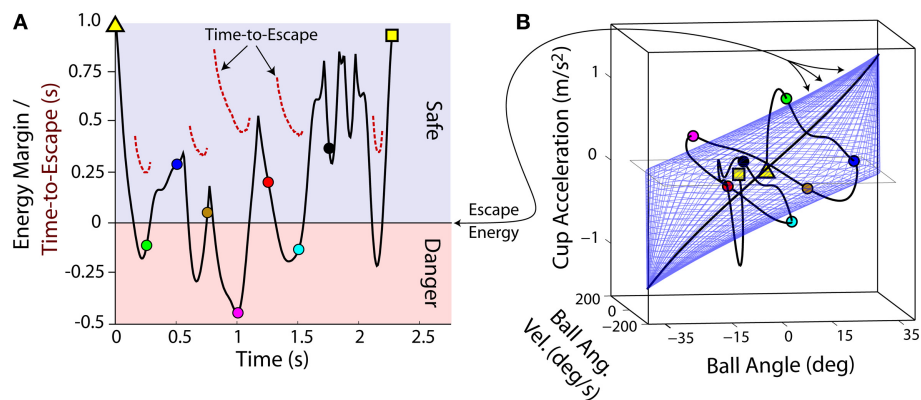 A
Energy Margin /
Time-to-Escape (s)
1.0
0.75
0.5
0.25
0
-0.25
-0.5
Time-to-Escape
Safe
Danger
0
0.5
1.0
1.5
2.0
2.5
Time (s)
Escape
Energy
B
Cup Acceleration (m/s²)
1
0
−1
200
0
−200
Ball Ang.
Vel. (deg/s)
−35
−15
0
15
35
Ball Angle (deg)